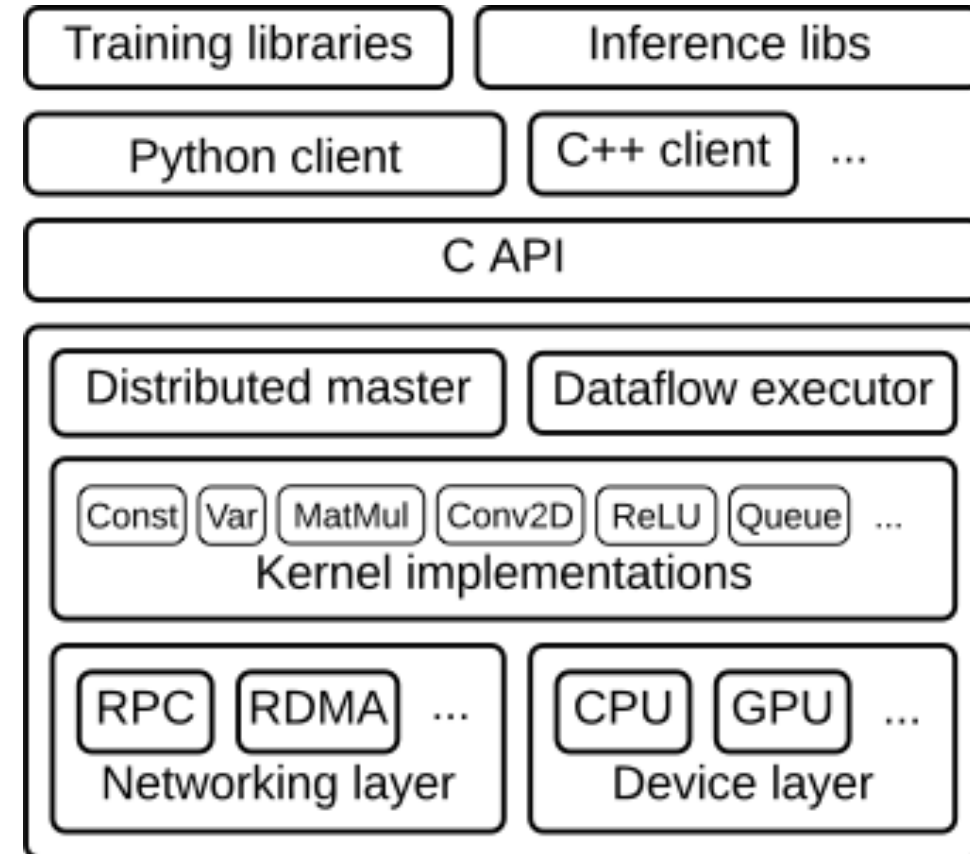 Training libraries Inference libs
Python client C++ client ...
C API
Distributed master Dataflow executor
Const Var MatMul Conv2D ReLU Queue ...
Kernel implementations
RPC RDMA ... CPU GPU ...
Networking layer Device layer